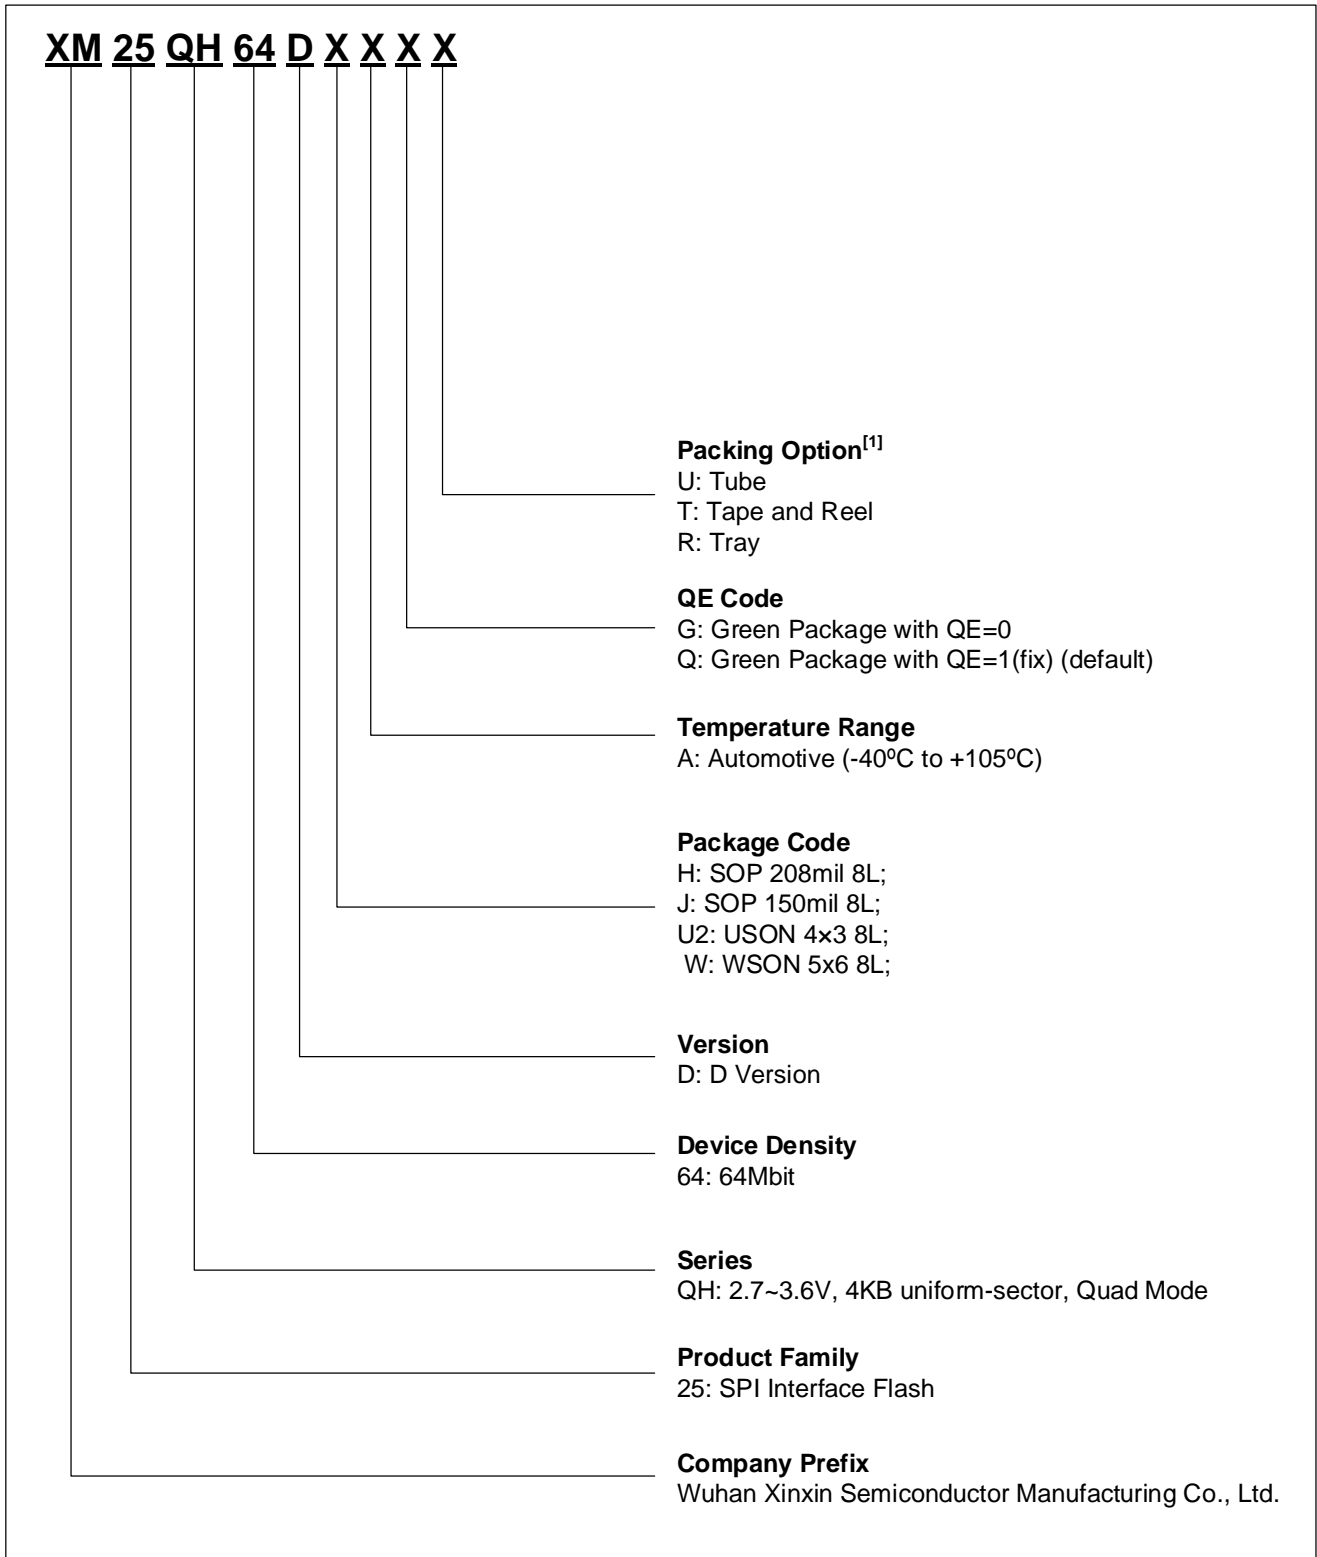 XM 25 QH 64 D X X X X
Packing Option[1]
U: Tube
T: Tape and Reel
R: Tray
QE Code
G: Green Package with QE=0
Q: Green Package with QE=1(fix) (default)
Temperature Range
A: Automotive (-40ºC to +105ºC)
Package Code
H: SOP 208mil 8L;
J: SOP 150mil 8L;
U2: USON 4×3 8L;
W: WSON 5x6 8L;
Version
D: D Version
Device Density
64: 64Mbit
Series
QH: 2.7~3.6V, 4KB uniform-sector, Quad Mode
Product Family
25: SPI Interface Flash
Company Prefix
Wuhan Xinxin Semiconductor Manufacturing Co., Ltd.